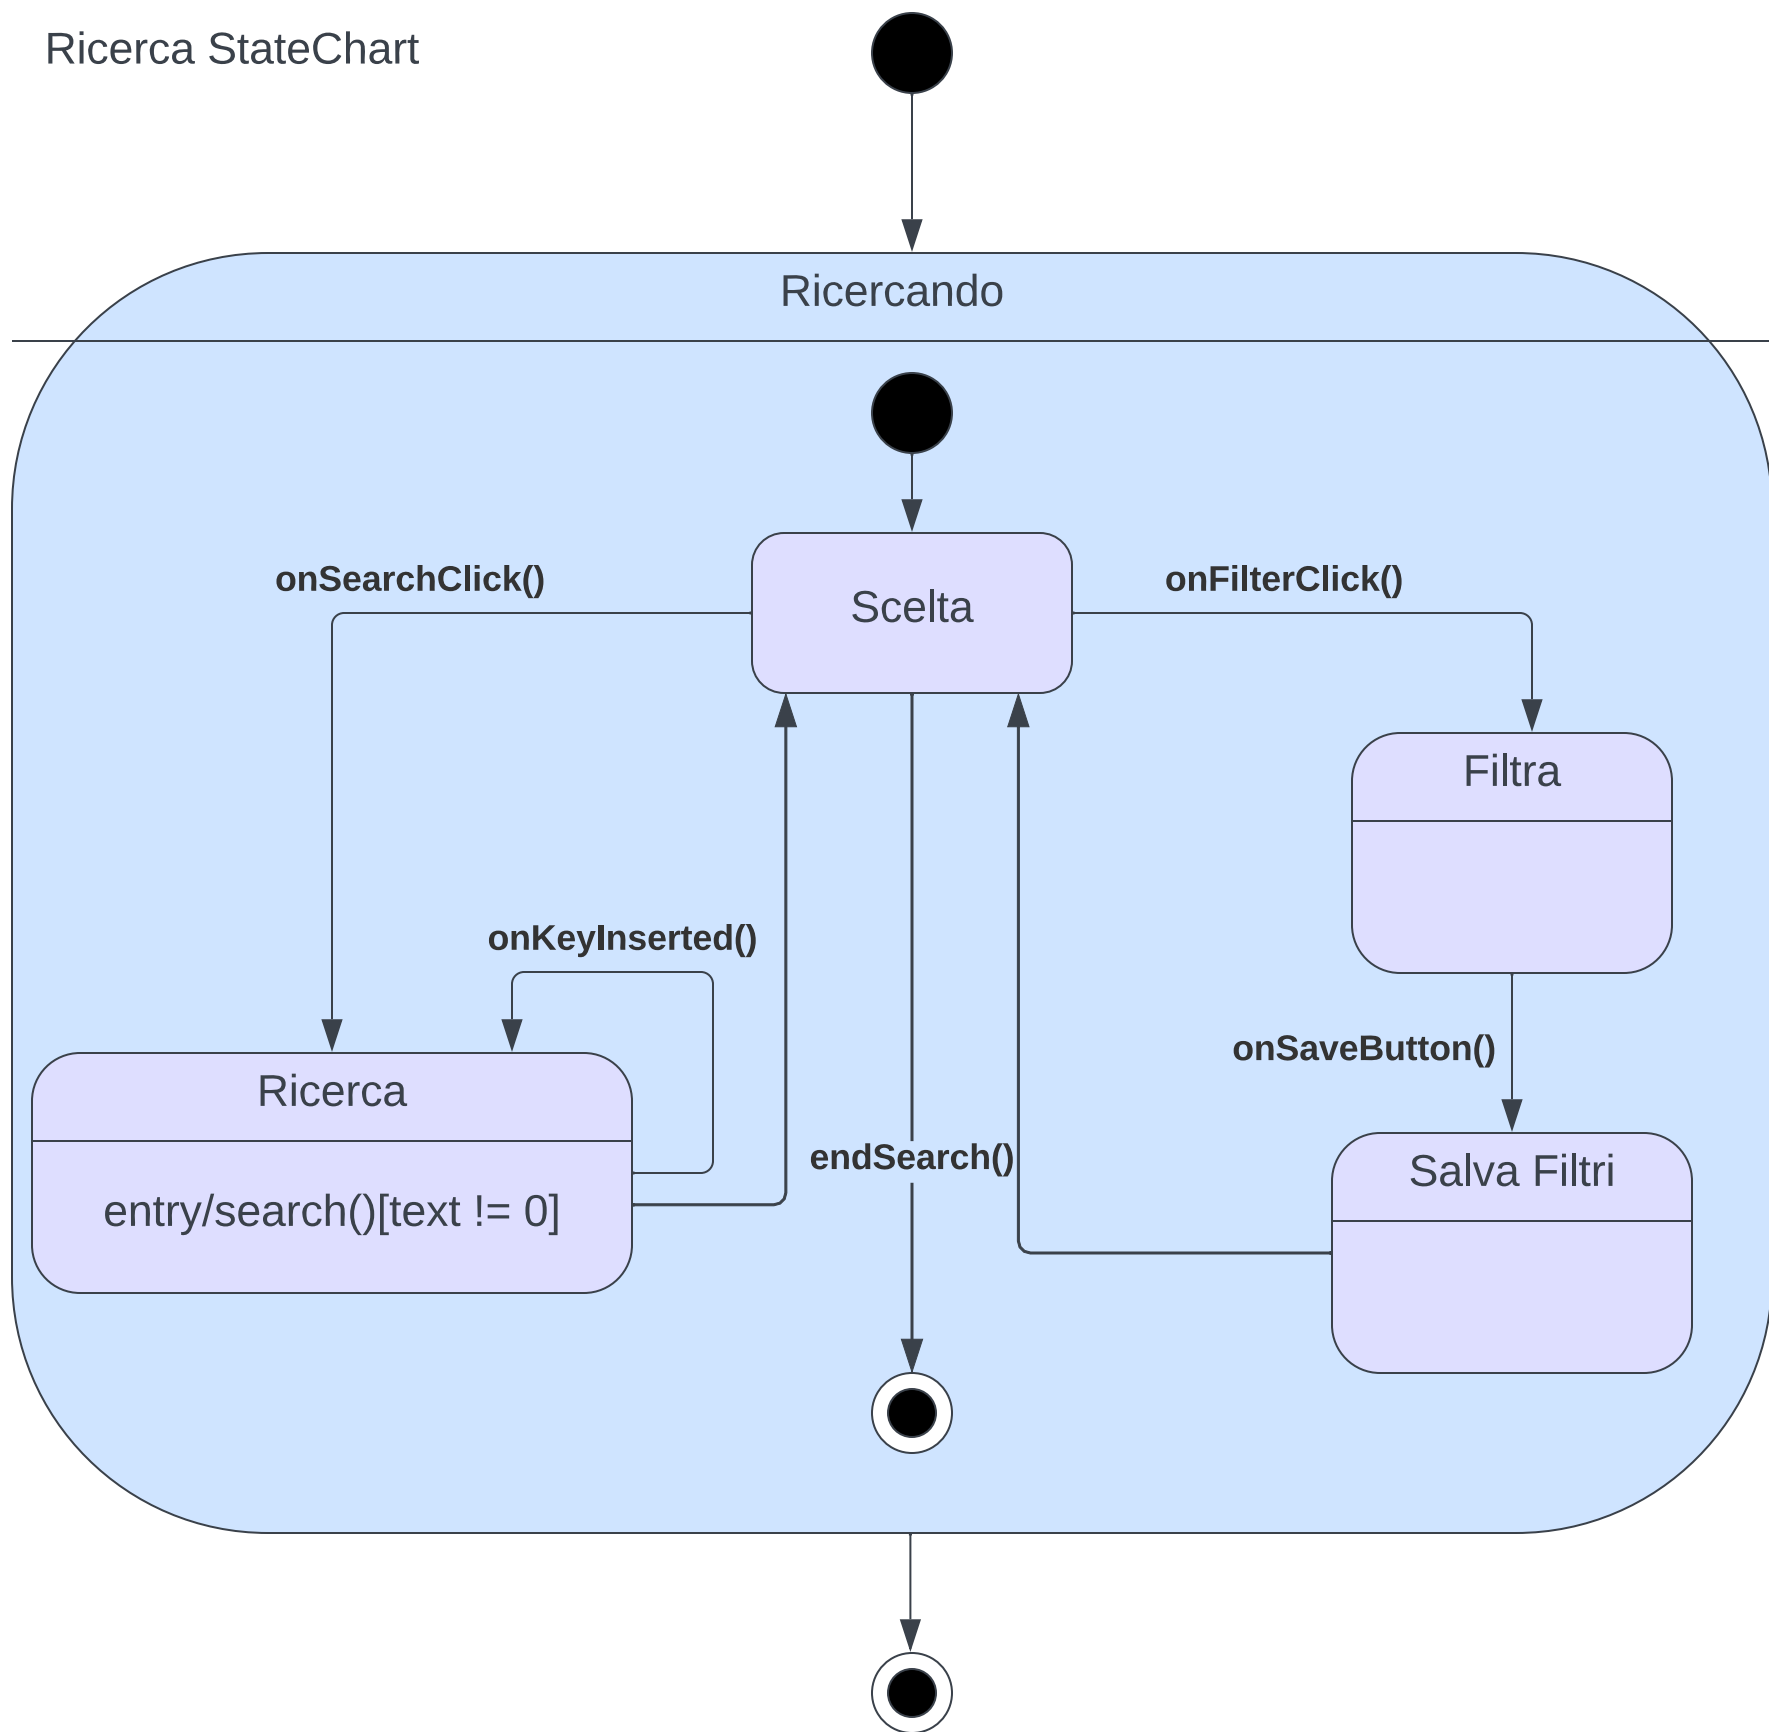 Ricerca StateChart
Ricercando
onSearchClick()
Scelta
onFilterClick()
Filtra
onKeyInserted()
onSaveButton()
Ricerca
endSearch()
Salva Filtri
entry/search()[text != 0]